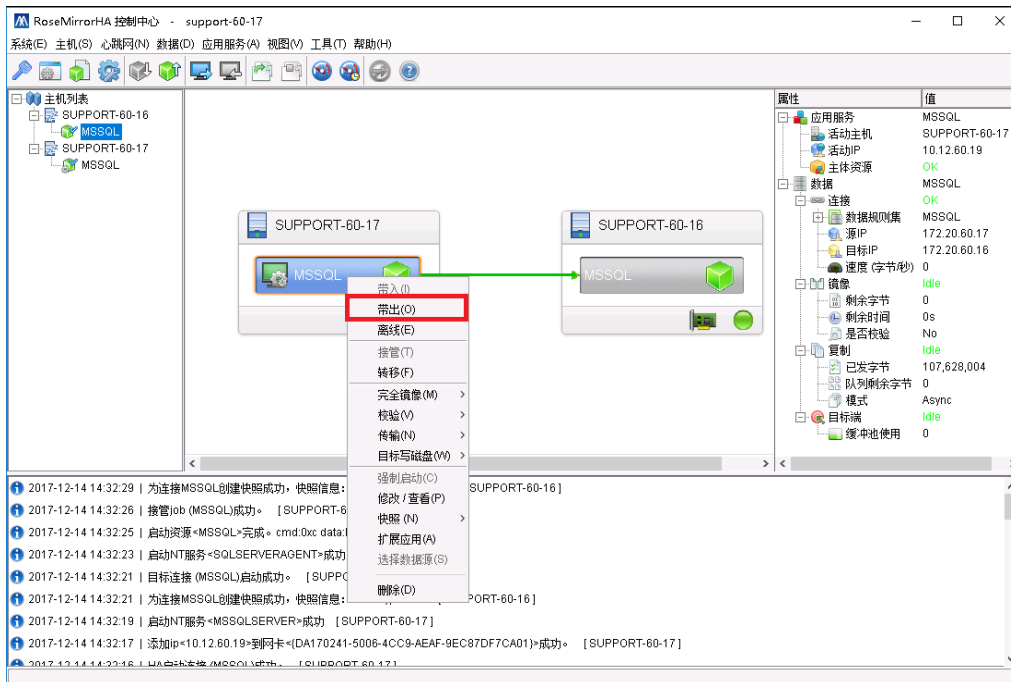 RoseMirrorHA 控制中心 - support-60-17
系统(E) 主机(S) 心跳网(N) 数据(D) 应用服务(A) 视图(V) 工具(T) 帮助(H)
主机列表
SUPPORT-60-16
MSSQL
SUPPORT-60-17
MSSQL
SUPPORT-60-17
MSSQL
SUPPORT-60-16
MSSQL
带入(I)
带出(O)
离线(E)
接管(T)
转移(F)
完全镜像(M)
校验(V)
传输(N)
目标写磁盘(W)
强制启动(C)
修改 / 查看(P)
快照 (N)
扩展应用(A)
选择数据源(S)
删除(D)
属性 值
应用服务 MSSQL
活动主机 SUPPORT-60-17
活动IP 10.12.60.19
主体资源 OK
数据 MSSQL
连接 OK
数据规则集 MSSQL
源IP 172.20.60.17
目标IP 172.20.60.16
速度 (字节/秒) 0
镜像 Idle
剩余字节 0
剩余时间 0s
是否校验 No
复制 Idle
已发字节 107,628,004
队列剩余字节 0
模式 Async
目标端 Idle
缓冲池使用 0
2017-12-14 14:32:29 | 为连接MSSQL创建快照成功，快照信息: SUPPORT-60-16 ]
2017-12-14 14:32:26 | 接管job (MSSQL)成功。 [ SUPPORT-6
2017-12-14 14:32:25 | 启动资源<MSSQL>完成。cmd:0xc data:
2017-12-14 14:32:23 | 启动NT服务<SQLSERVERAGENT>成功
2017-12-14 14:32:21 | 目标连接 (MSSQL)启动成功。 [ SUPPO
2017-12-14 14:32:21 | 为连接MSSQL创建快照成功，快照信息: PORT-60-16 ]
2017-12-14 14:32:19 | 启动NT服务<MSSQLSERVER>成功 [ SUPPORT-60-17 ]
2017-12-14 14:32:17 | 添加ip<10.12.60.19>到网卡<{DA170241-5006-4CC9-AEAF-9EC87DF7CA01}>成功。 [ SUPPORT-60-17 ]
2017-12-14 14:32:16 | HA启动连接 (MSSQL)成功。 [ SUPPORT-60-17 ]